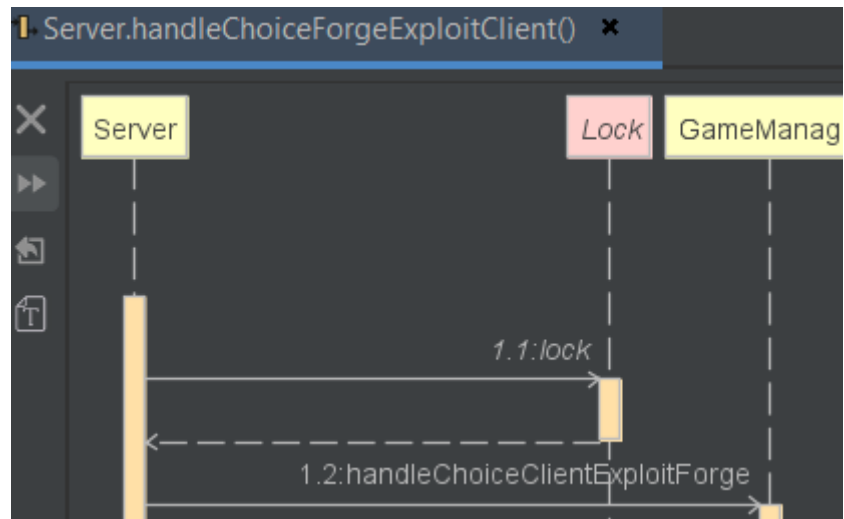 Server.handleChoiceForgeExploitClient()
Server
Lock
GameManag
1.1:lock
1.2:handleChoiceClientExploitForge
T